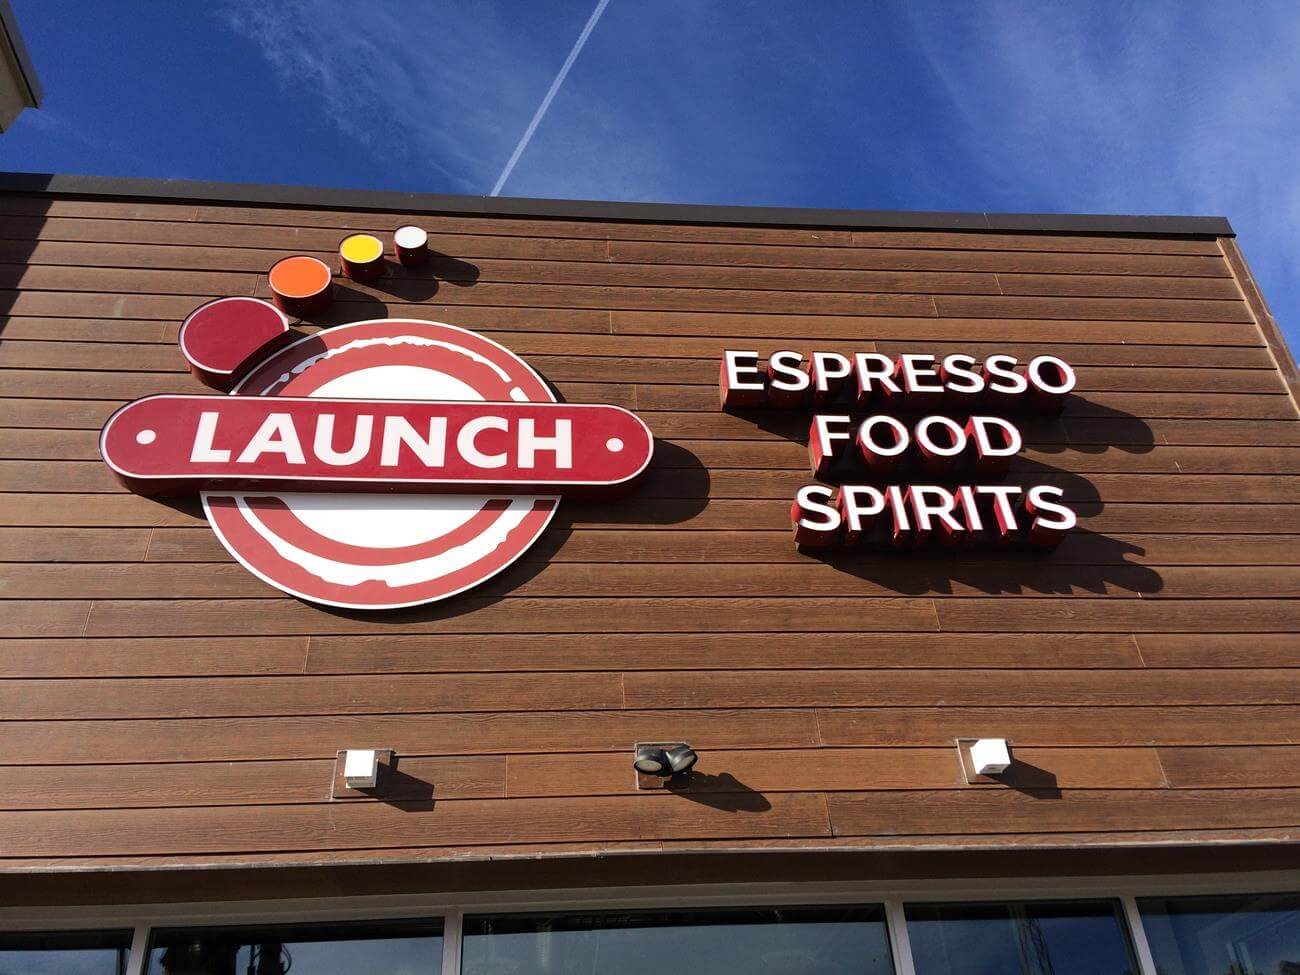 LAUNCH
ESPRESSO
FOOD
SPIRITS